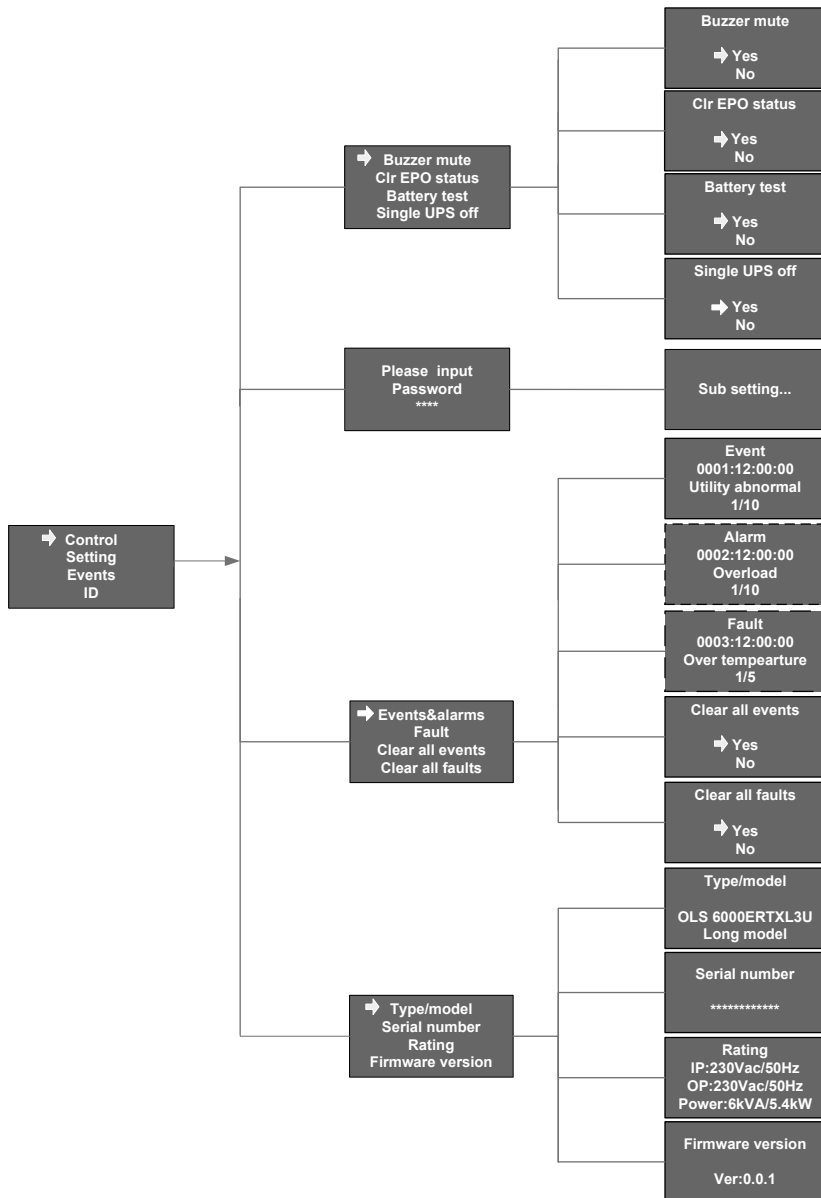 Control
Setting
Events
ID
Buzzer mute
Clr EPO status
Battery test
Single UPS off
Buzzer mute
Yes
No
Clr EPO status
Yes
No
Battery test
Yes
No
Single UPS off
Yes
No
Please input
Password
****
Sub setting...
Events&alarms
Fault
Clear all events
Clear all faults
Event
0001:12:00:00
Utility abnormal
1/10
Alarm
0002:12:00:00
Overload
1/10
Fault
0003:12:00:00
Over tempearture
1/5
Clear all events
Yes
No
Clear all faults
Yes
No
Type/model
Serial number
Rating
Firmware version
Type/model
OLS 6000ERTXL3U
Long model
Serial number
************
Rating
IP:230Vac/50Hz
OP:230Vac/50Hz
Power:6kVA/5.4kW
Firmware version
Ver:0.0.1